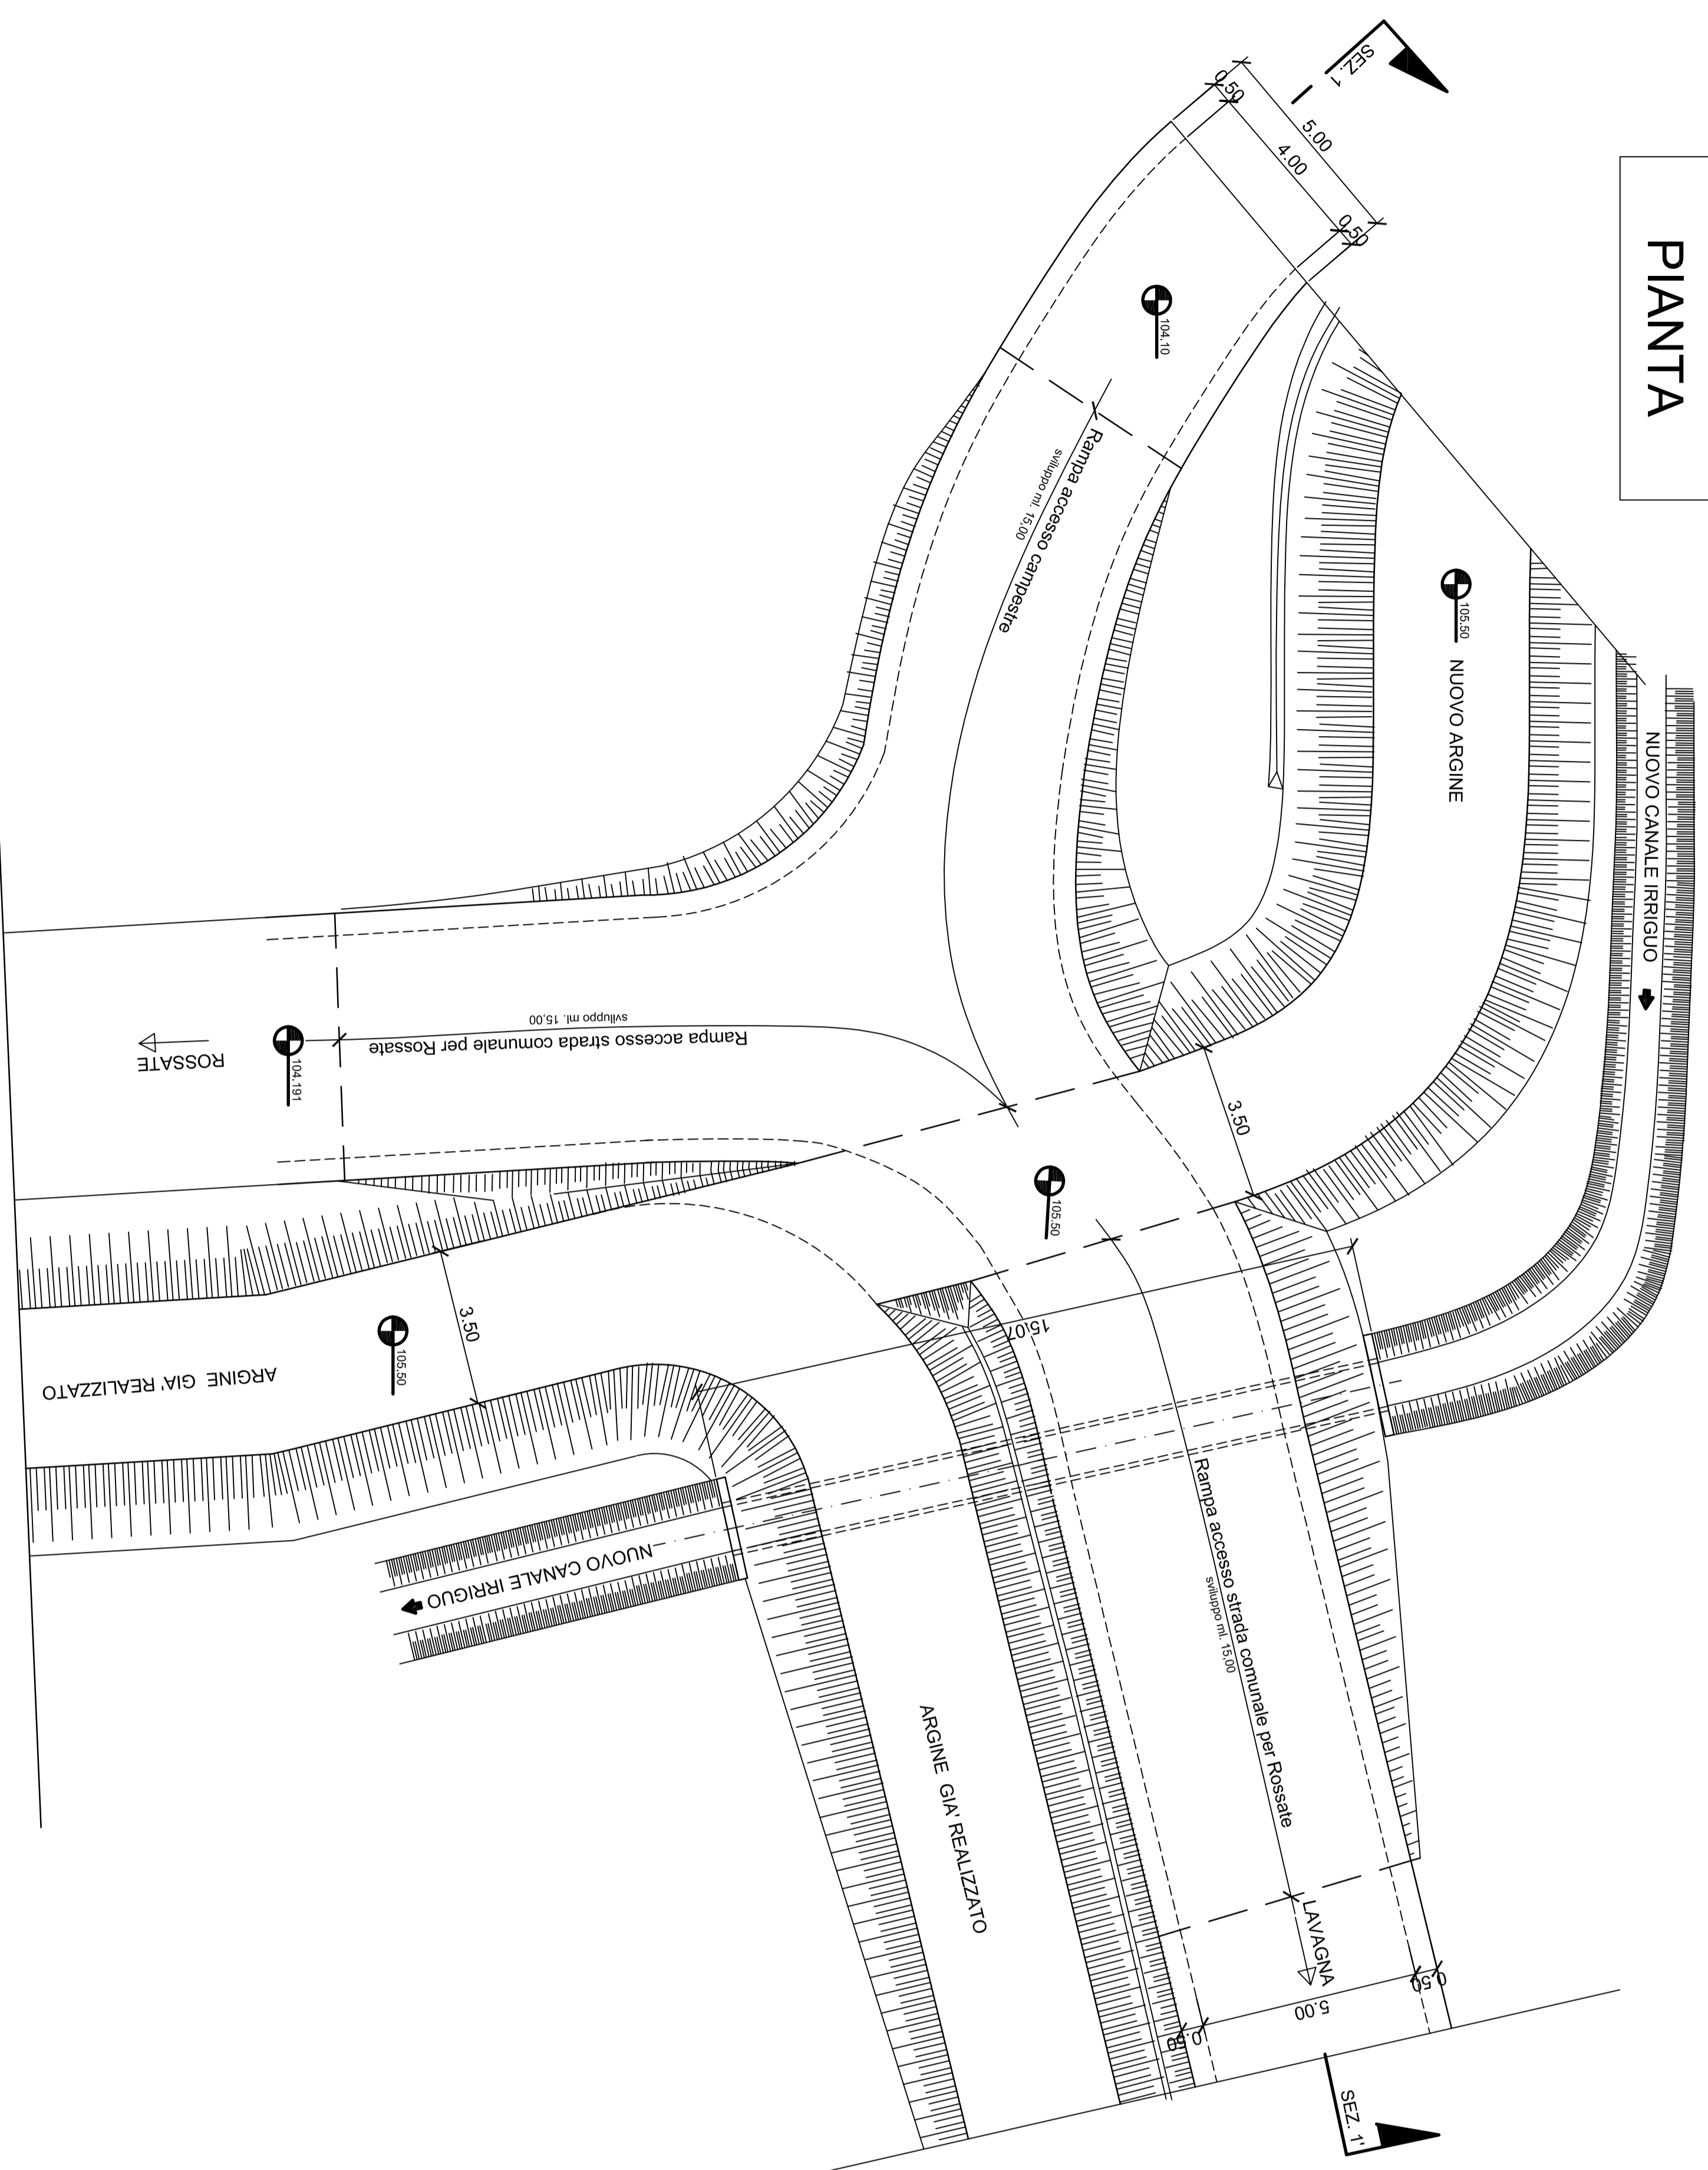 PIANTA
SEZ. 1
0.50
5.00
4.00
0.50
104.10
Rampa accesso campestre
sviluppo ml. 15,00
105.50
NUOVO ARGINE
NUOVO CANALE IRRIGUO
ROSSATE
104.191
sviluppo ml. 15,00
Rampa accesso strada comunale per Rossate
3.50
105.50
3.50
105.50
ARGINE GIA' REALIZZATO
15.07
NUOVO CANALE IRRIGUO
Rampa accesso strada comunale per Rossate
sviluppo ml. 15,00
ARGINE GIA' REALIZZATO
LAVAGNA
0.50
5.00
SEZ. 1'